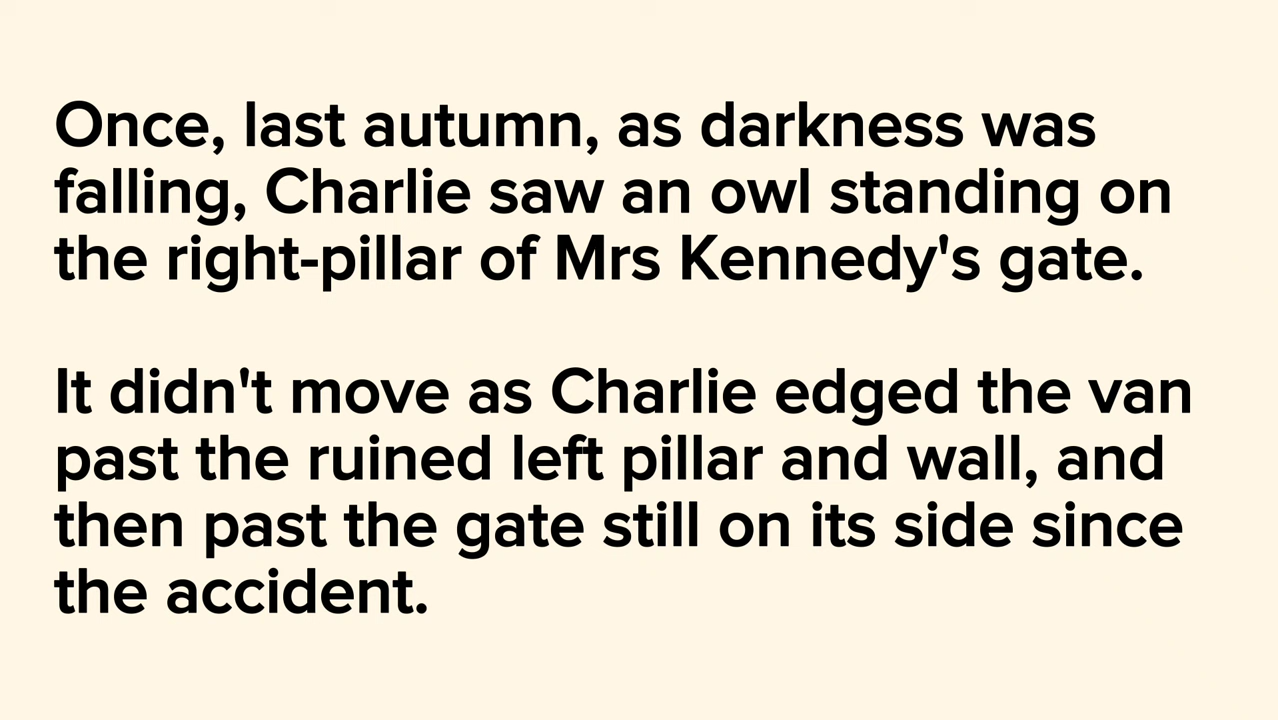 Once, last autumn, as darkness was
falling, Charlie saw an owl standing on
the right-pillar of Mrs Kennedy's gate.
It didn't move as Charlie edged the van
past the ruined left pillar and wall, and
then past the gate still on its side since
the accident.